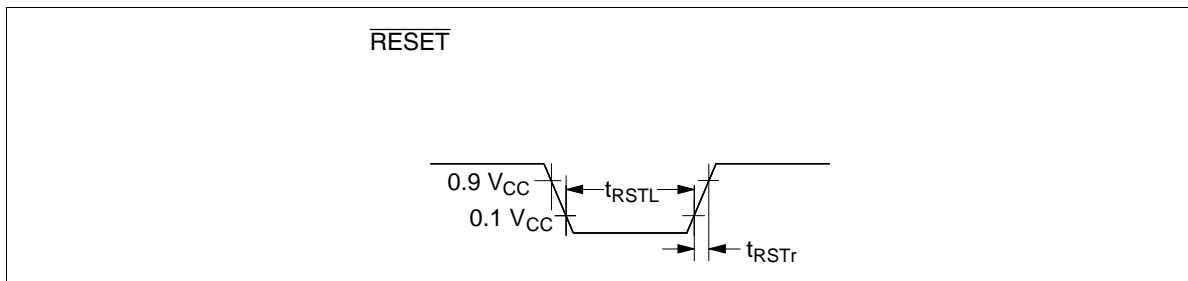 RESET
0.9 VCC
tRSTL
0.1 VCC
tRSTr